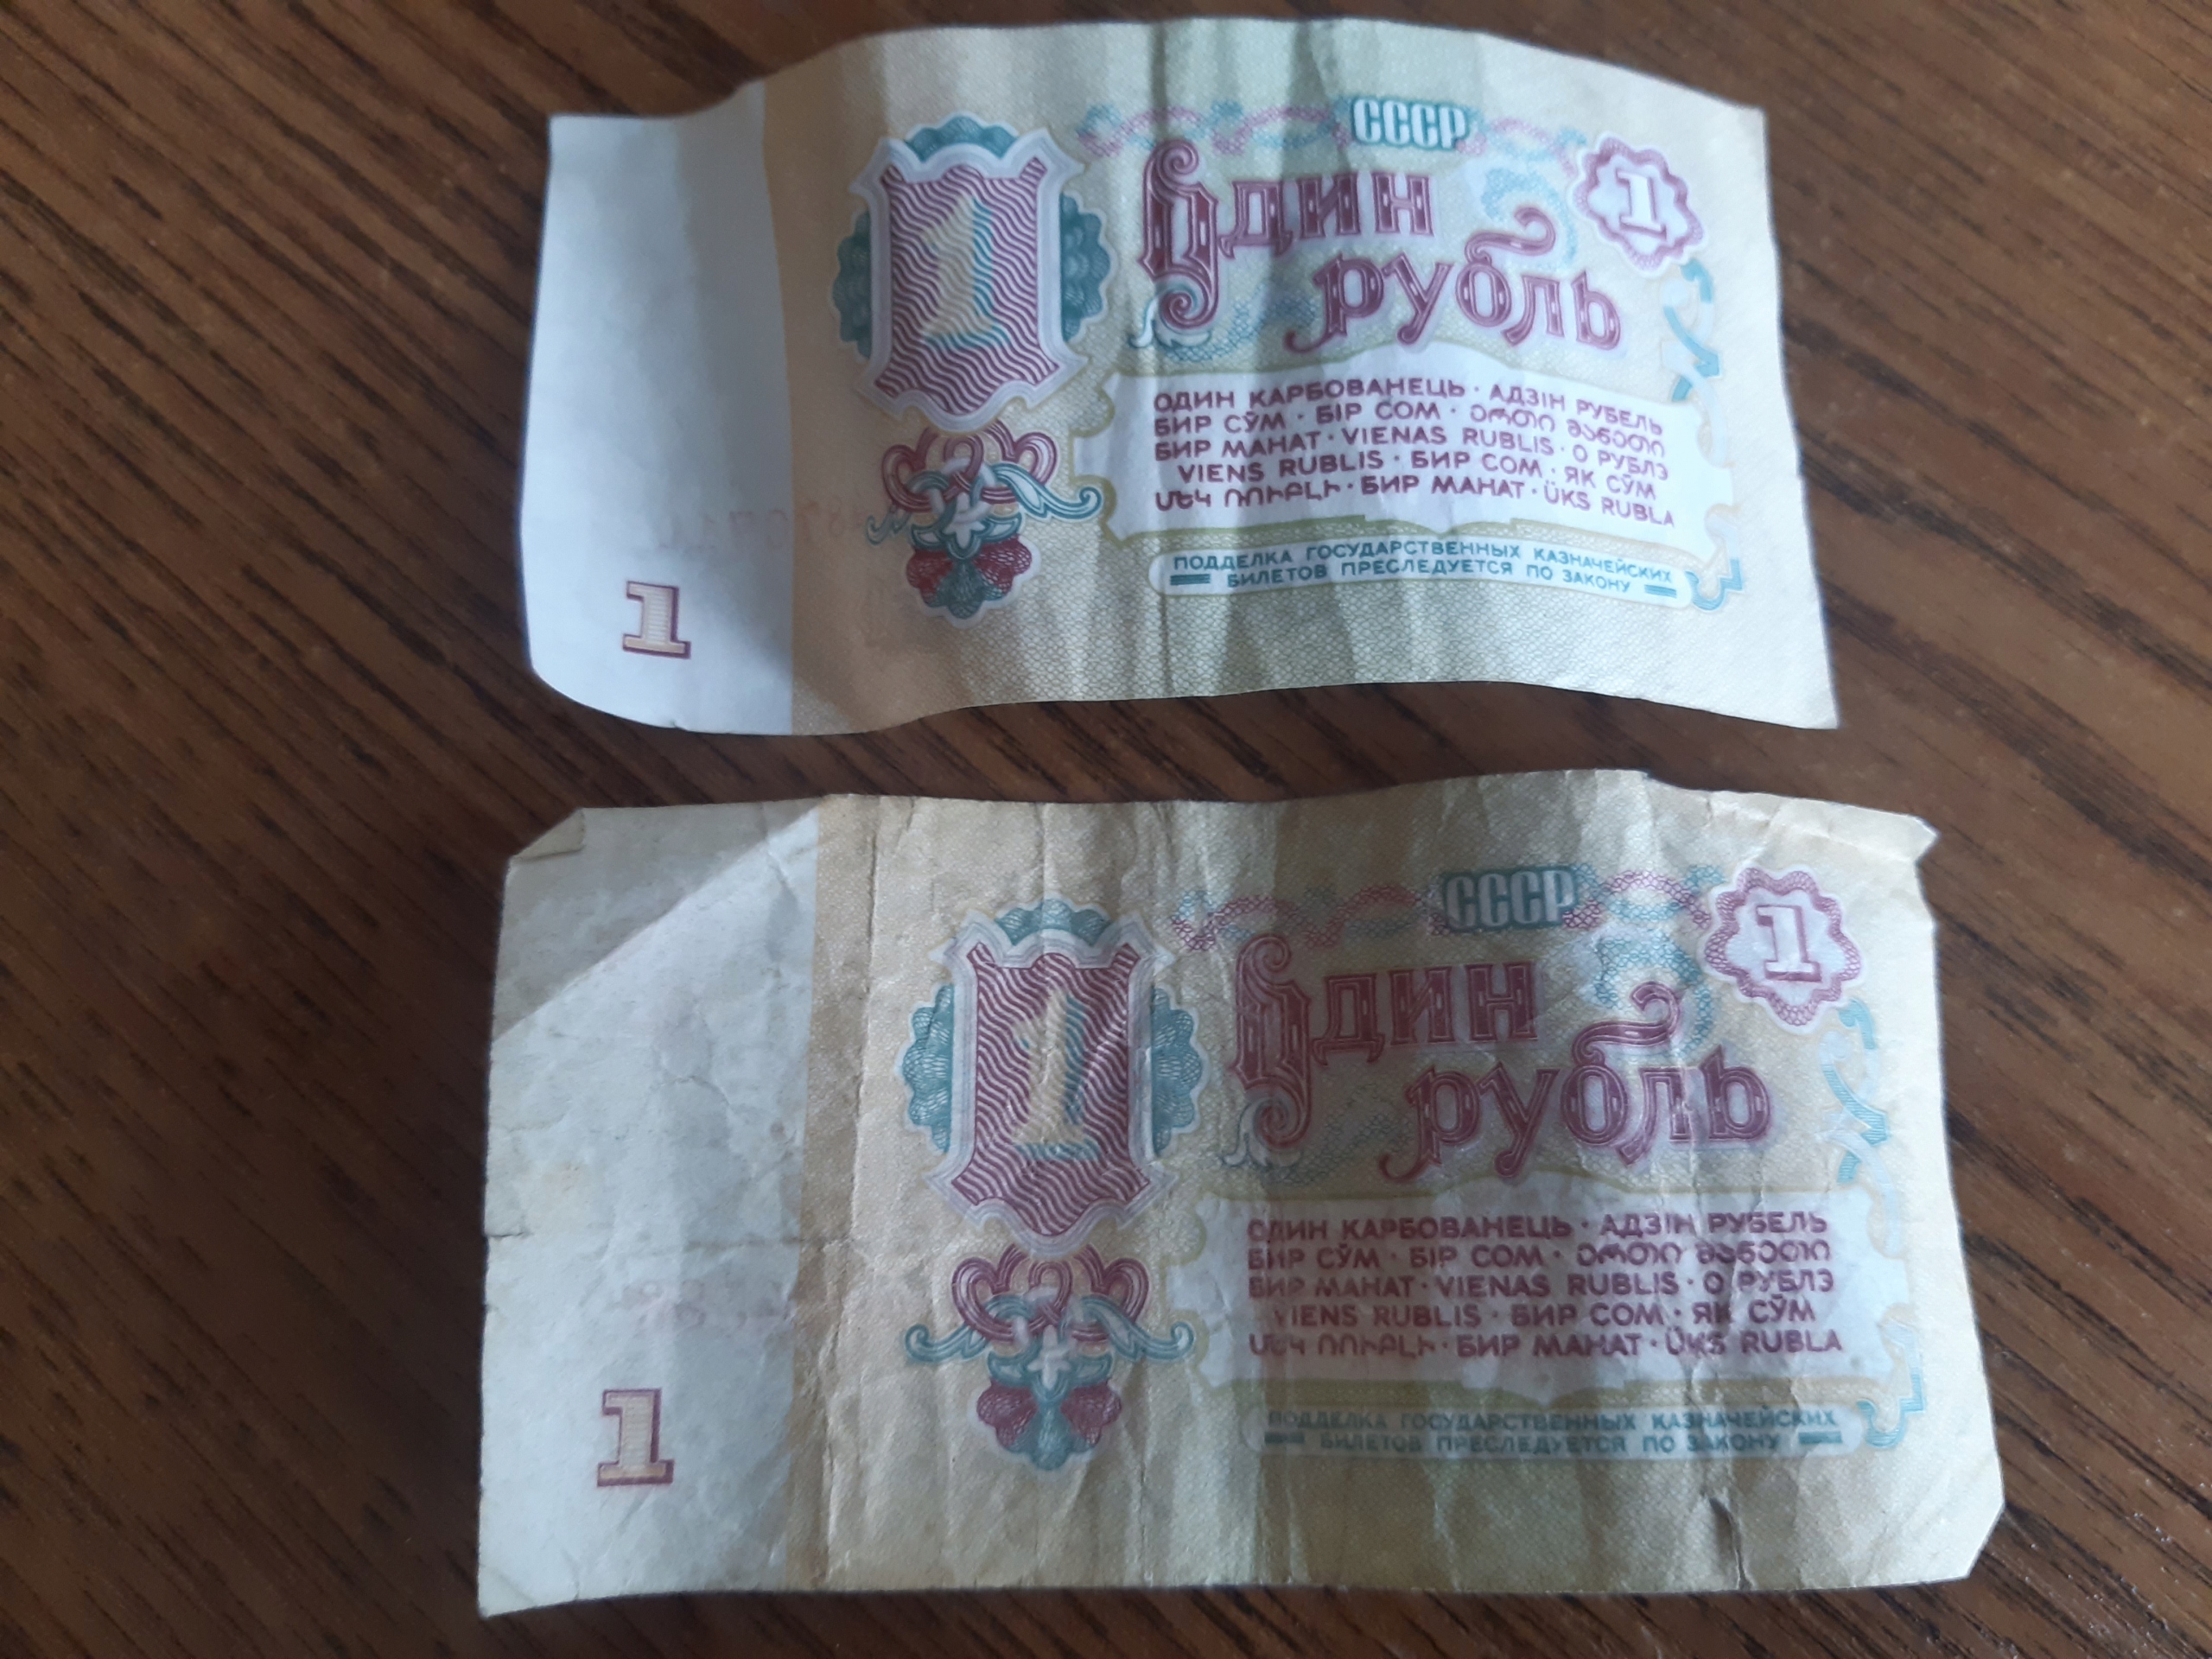 СССР
1
1
Один
рубль
ОДИН КАРБОВАНЕЦЬ · АДЗІН РУБЕЛЬ
БИР СЎМ · БІР СОМ · ერთი მანეთი
БИР МАНАТ · VIENAS RUBLIS · О РУБЛЭ
VIENS RUBLIS · БИР СОМ · ЯК СӮМ
ՄԵԿ ՌՈՒԲԼԻ · БИР МАНАТ · ÜKS RUBLA
ПОДДЕЛКА ГОСУДАРСТВЕННЫХ КАЗНАЧЕЙСКИХ
БИЛЕТОВ ПРЕСЛЕДУЕТСЯ ПО ЗАКОНУ
1
СССР
1
1
Один
рубль
ОДИН КАРБОВАНЕЦЬ · АДЗІН РУБЕЛЬ
БИР СЎМ · БІР СОМ · ერთი მანეთი
БИР МАНАТ · VIENAS RUBLIS · О РУБЛЭ
VIENS RUBLIS · БИР СОМ · ЯК СӮМ
ՄԵԿ ՌՈՒԲԼԻ · БИР МАНАТ · ÜKS RUBLA
ПОДДЕЛКА ГОСУДАРСТВЕННЫХ КАЗНАЧЕЙСКИХ
БИЛЕТОВ ПРЕСЛЕДУЕТСЯ ПО ЗАКОНУ
1